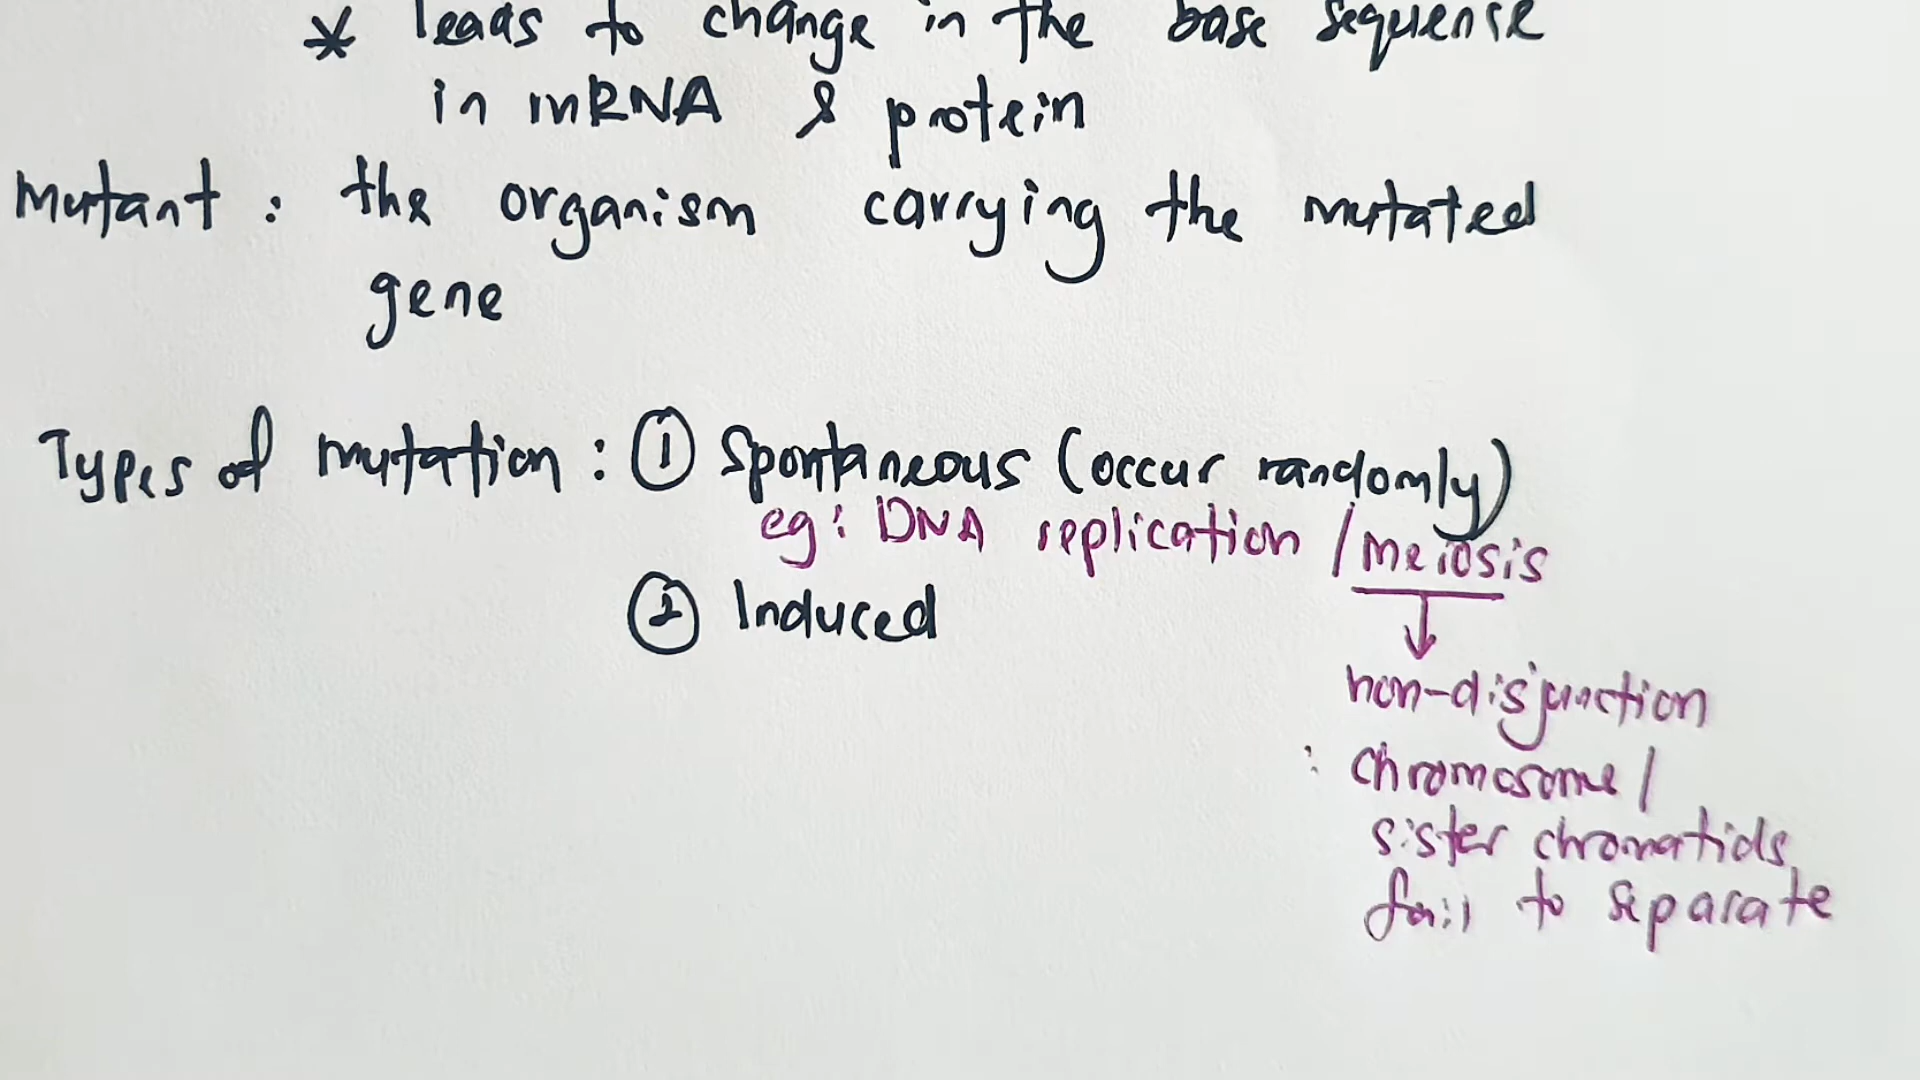 * leads to change in the base sequence
in mRNA & protein
Mutant : the organism carrying the mutated
gene
Types of mutation : ① Spontaneous (occur randomly)
eg : DNA replication / meiosis
② Induced
non-disjunction
: chromosome /
sister chromatids
fail to separate